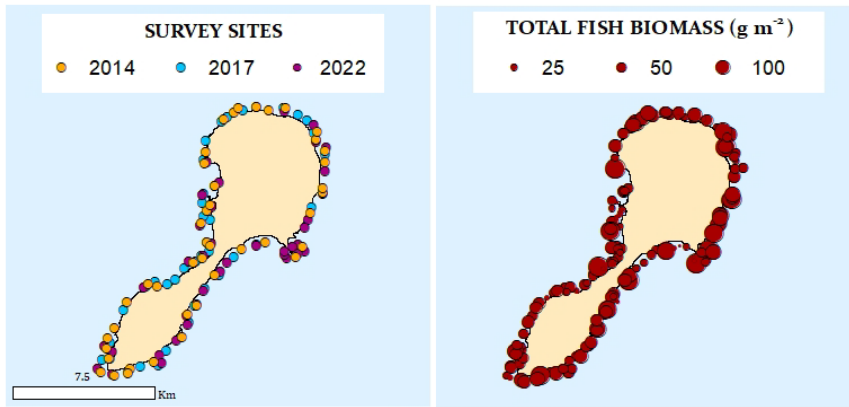 SURVEY SITES
2014 2017 2022
7.5
Km
TOTAL FISH BIOMASS (g m⁻²)
25 50 100